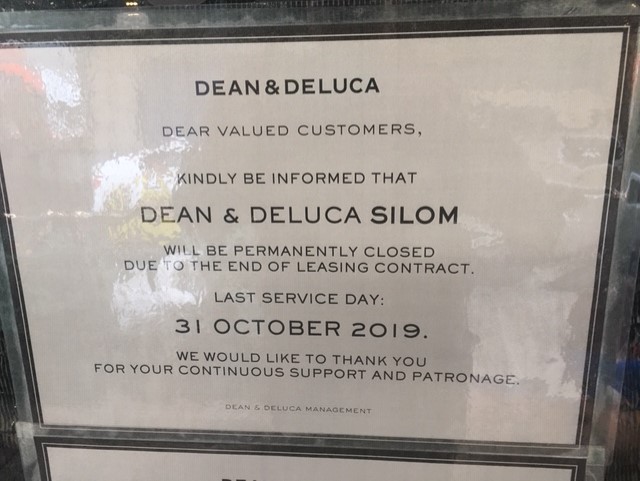 DEAN & DELUCA
DEAR VALUED CUSTOMERS,
KINDLY BE INFORMED THAT
DEAN & DELUCA SILOM
WILL BE PERMANENTLY CLOSED
DUE TO THE END OF LEASING CONTRACT.
LAST SERVICE DAY:
31 OCTOBER 2019.
WE WOULD LIKE TO THANK YOU
FOR YOUR CONTINUOUS SUPPORT AND PATRONAGE.
DEAN & DELUCA MANAGEMENT